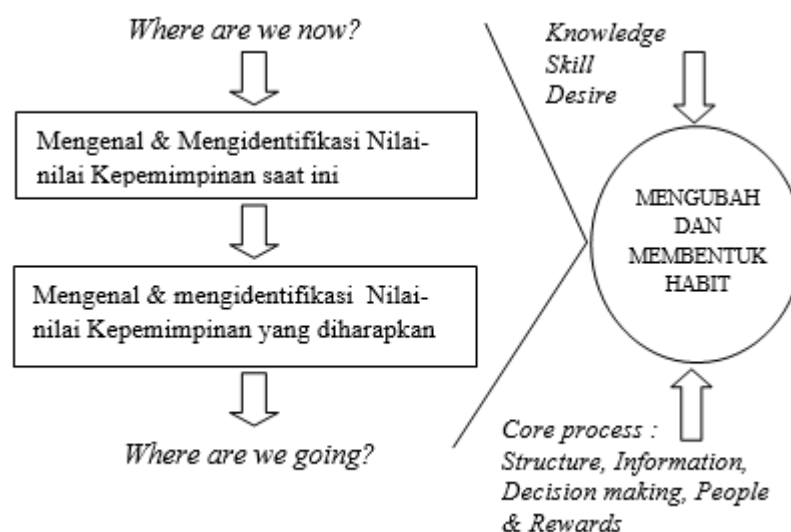 Where are we now?
Mengenal & Mengidentifikasi Nilai-
nilai Kepemimpinan saat ini
Mengenal & mengidentifikasi Nilai-
nilai Kepemimpinan yang diharapkan
Where are we going?
Knowledge
Skill
Desire
MENGUBAH
DAN
MEMBENTUK
HABIT
Core process :
Structure, Information,
Decision making, People
& Rewards